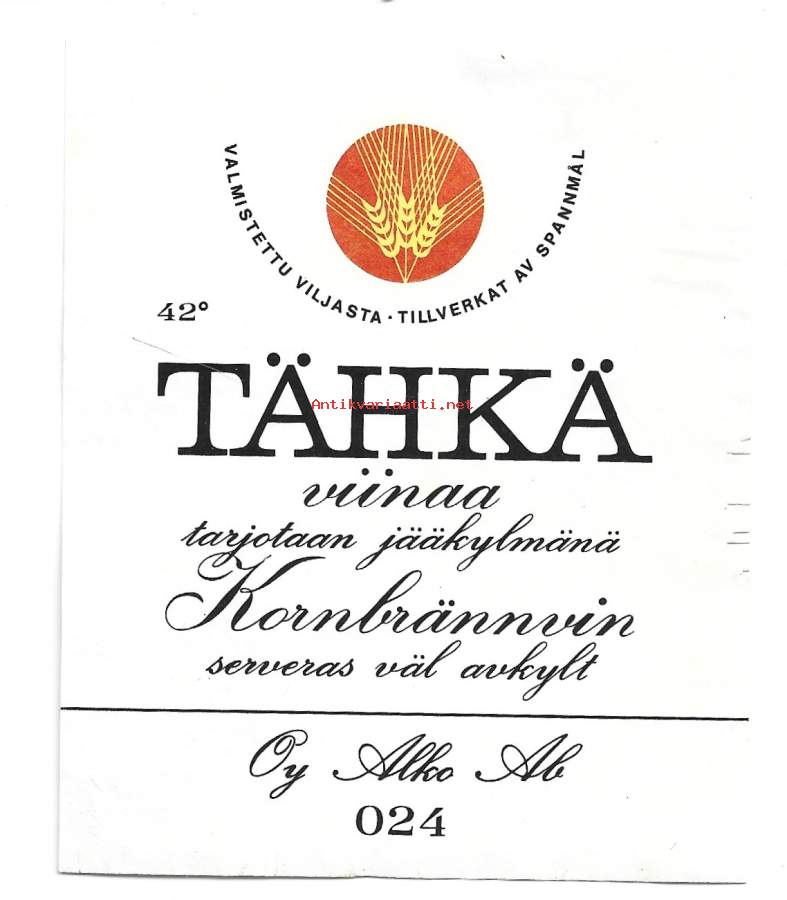 VALMISTETTU VILJASTA · TILLVERKAT AV SPANNMÅL
42°
TÄHKÄ
Antikvariaatti.net
viinaa
tarjotaan jääkylmänä
Kornbrännvin
serveras väl avkylt
Oy Alko Ab
024